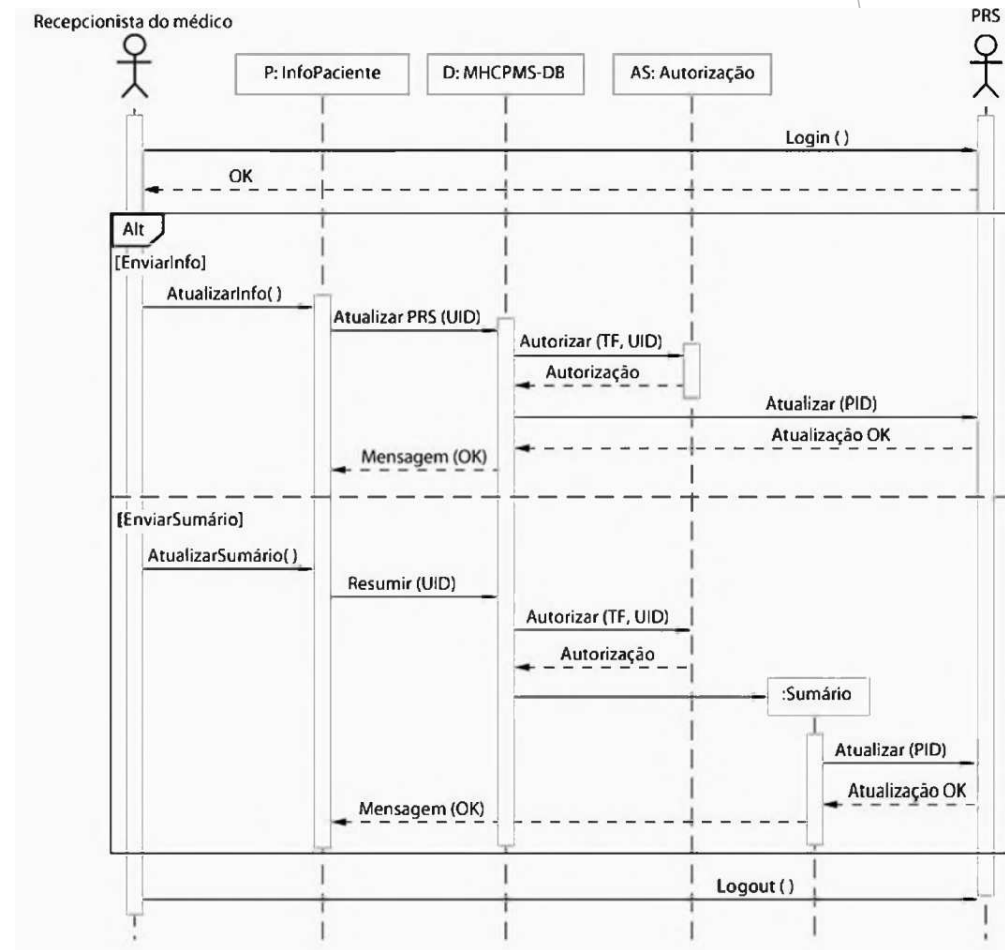 Recepcionista do médico
PRS
P: InfoPaciente
D: MHCPMS-DB
AS: Autorização
Login ( )
OK
Alt
[EnviarInfo]
AtualizarInfo( )
Atualizar PRS (UID)
Autorizar (TF, UID)
Autorização
Atualizar (PID)
Atualização OK
Mensagem (OK)
[EnviarSumário]
AtualizarSumário( )
Resumir (UID)
Autorizar (TF, UID)
Autorização
:Sumário
Atualizar (PID)
Atualização OK
Mensagem (OK)
Logout ( )